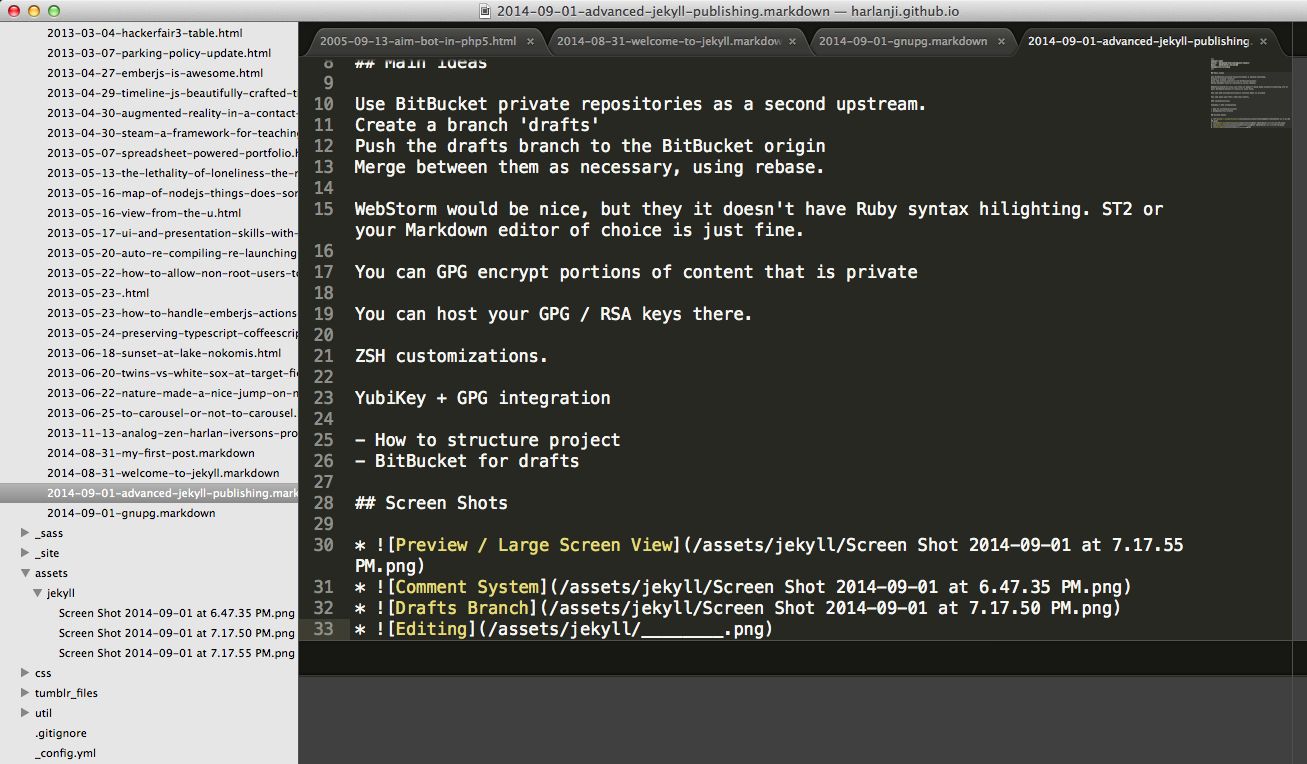 2014-09-01-advanced-jekyll-publishing.markdown — harlanji.github.io
2013-03-04-hackerfair3-table.html
2013-03-07-parking-policy-update.html
2013-04-27-emberjs-is-awesome.html
2013-04-29-timeline-js-beautifully-crafted-t
2013-04-30-augmented-reality-in-a-contact-
2013-04-30-steam-a-framework-for-teachin
2013-05-07-spreadsheet-powered-portfolio.h
2013-05-13-the-lethality-of-loneliness-the-r
2013-05-16-map-of-nodejs-things-does-sor
2013-05-16-view-from-the-u.html
2013-05-17-ui-and-presentation-skills-with-
2013-05-20-auto-re-compiling-re-launching
2013-05-22-how-to-allow-non-root-users-to
2013-05-23-.html
2013-05-23-how-to-handle-emberjs-actions
2013-05-24-preserving-typescript-coffeescrip
2013-06-18-sunset-at-lake-nokomis.html
2013-06-20-twins-vs-white-sox-at-target-fie
2013-06-22-nature-made-a-nice-jump-on-n
2013-06-25-to-carousel-or-not-to-carousel.
2013-11-13-analog-zen-harlan-iversons-pro
2014-08-31-my-first-post.markdown
2014-08-31-welcome-to-jekyll.markdown
2014-09-01-advanced-jekyll-publishing.mark
2014-09-01-gnupg.markdown
_sass
_site
assets
jekyll
Screen Shot 2014-09-01 at 6.47.35 PM.png
Screen Shot 2014-09-01 at 7.17.50 PM.png
Screen Shot 2014-09-01 at 7.17.55 PM.png
css
tumblr_files
util
.gitignore
_config.yml
2005-09-13-aim-bot-in-php5.html × 2014-08-31-welcome-to-jekyll.markdow × 2014-09-01-gnupg.markdown × 2014-09-01-advanced-jekyll-publishing. ×
8 ## Main ideas
9
10 Use BitBucket private repositories as a second upstream.
11 Create a branch 'drafts'
12 Push the drafts branch to the BitBucket origin
13 Merge between them as necessary, using rebase.
14
15 WebStorm would be nice, but they it doesn't have Ruby syntax hilighting. ST2 or
your Markdown editor of choice is just fine.
16
17 You can GPG encrypt portions of content that is private
18
19 You can host your GPG / RSA keys there.
20
21 ZSH customizations.
22
23 YubiKey + GPG integration
24
25 - How to structure project
26 - BitBucket for drafts
27
28 ## Screen Shots
29
30 * ![Preview / Large Screen View](/assets/jekyll/Screen Shot 2014-09-01 at 7.17.55
PM.png)
31 * ![Comment System](/assets/jekyll/Screen Shot 2014-09-01 at 6.47.35 PM.png)
32 * ![Drafts Branch](/assets/jekyll/Screen Shot 2014-09-01 at 7.17.50 PM.png)
33 * ![Editing](/assets/jekyll/________.png)